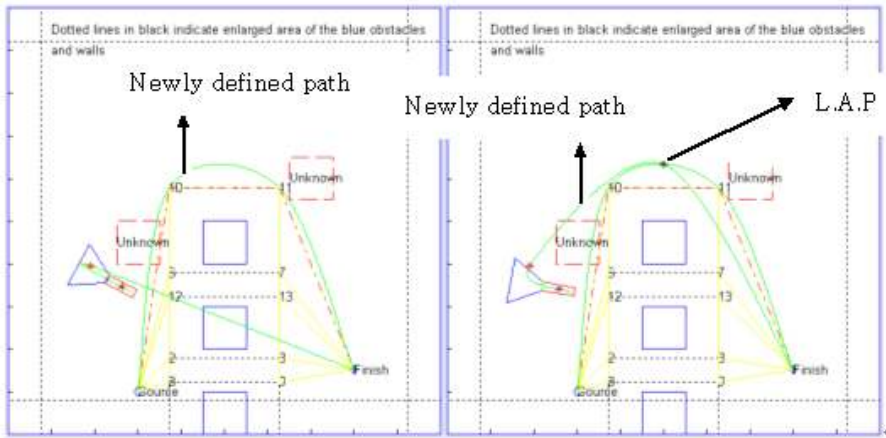 Dotted lines in black indicate enlarged area of the blue obstacles
and walls
Newly defined path
Unknown
10
11
Unknown
7
12
13
2
3
Finish
Source
Dotted lines in black indicate enlarged area of the blue obstacles
and walls
L.A.P
Newly defined path
Unknown
10
11
Unknown
7
12
13
2
3
Finish
Source